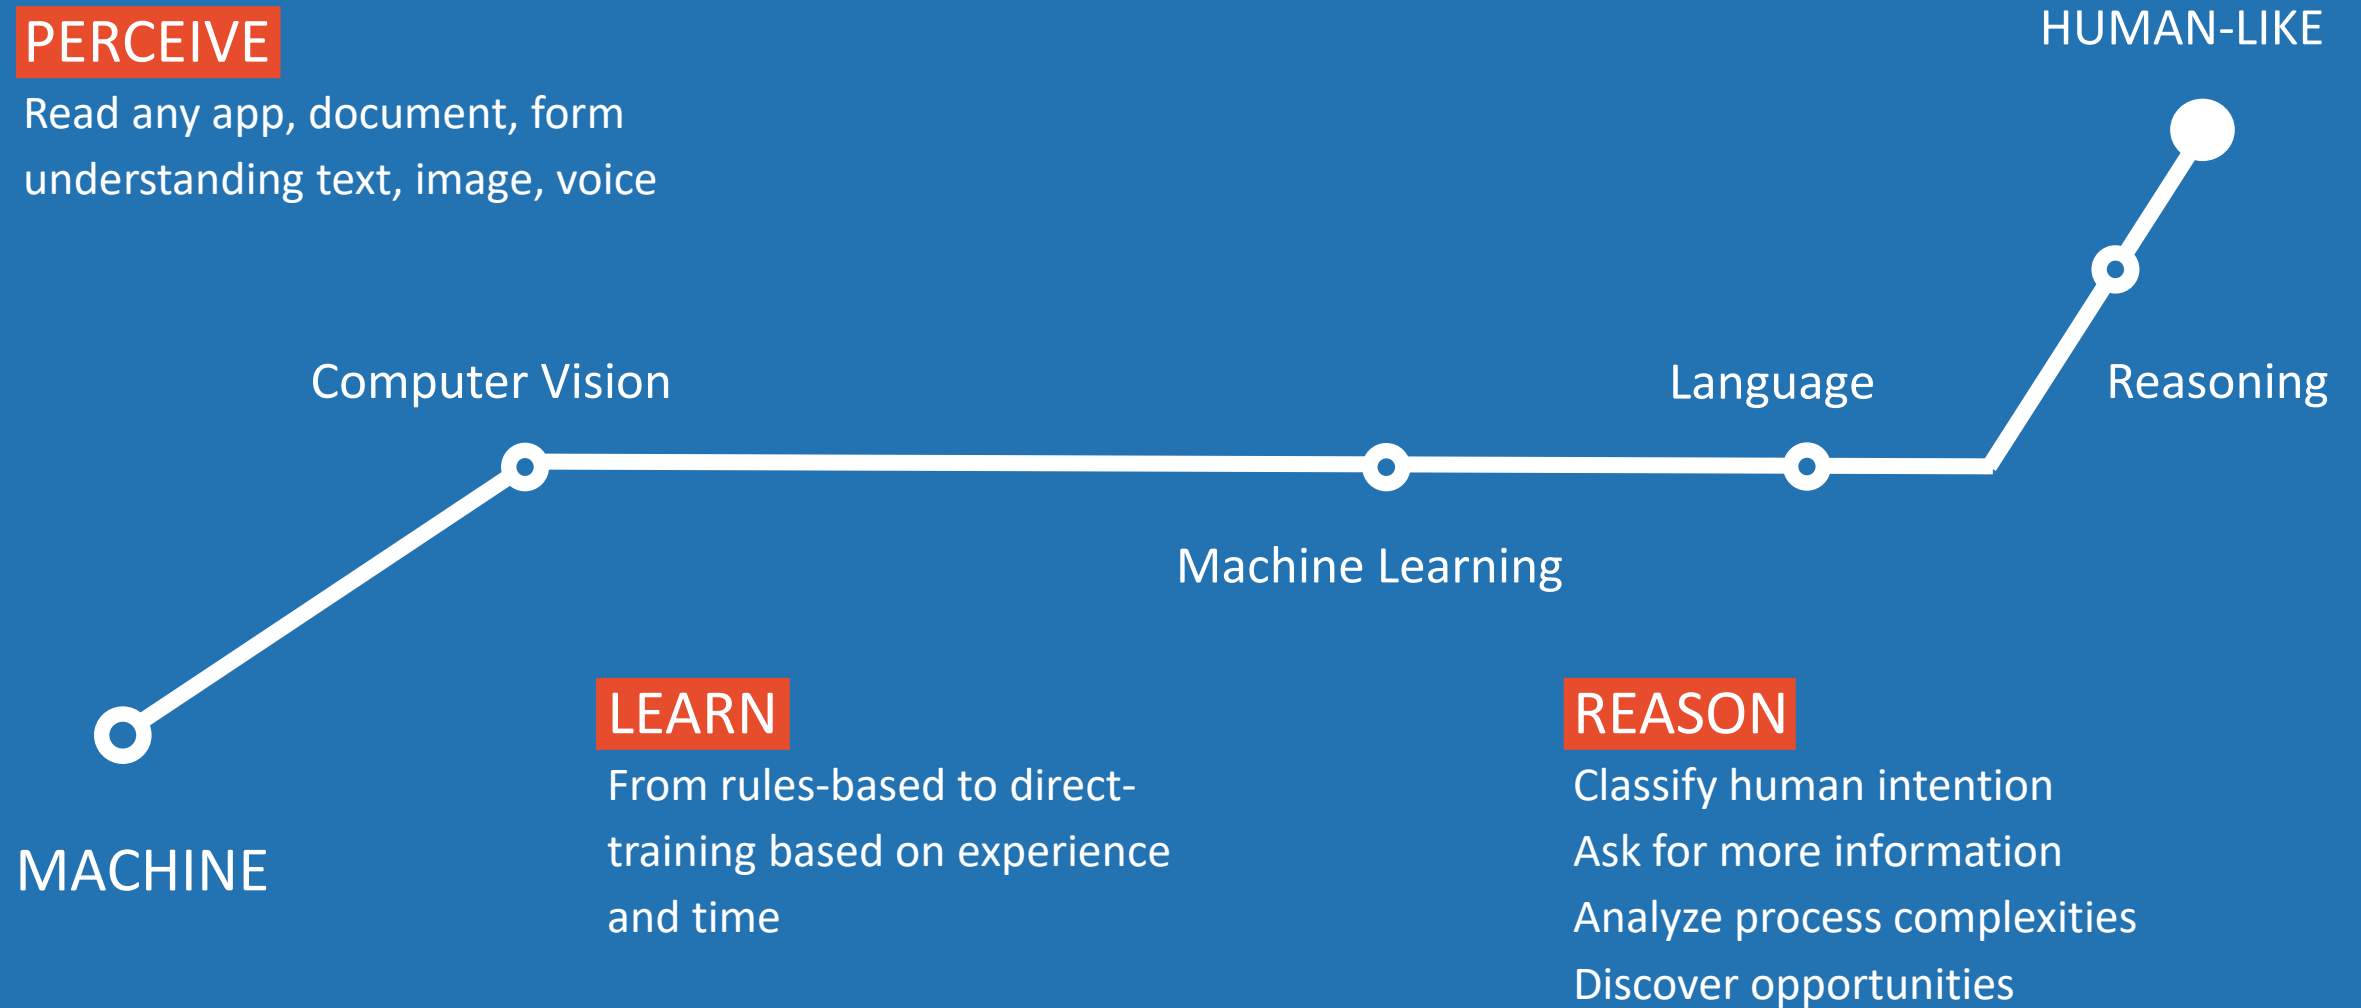 PERCEIVE
Read any app, document, form
understanding text, image, voice
HUMAN-LIKE
Computer Vision
Language
Reasoning
Machine Learning
MACHINE
LEARN
From rules-based to direct-
training based on experience
and time
REASON
Classify human intention
Ask for more information
Analyze process complexities
Discover opportunities